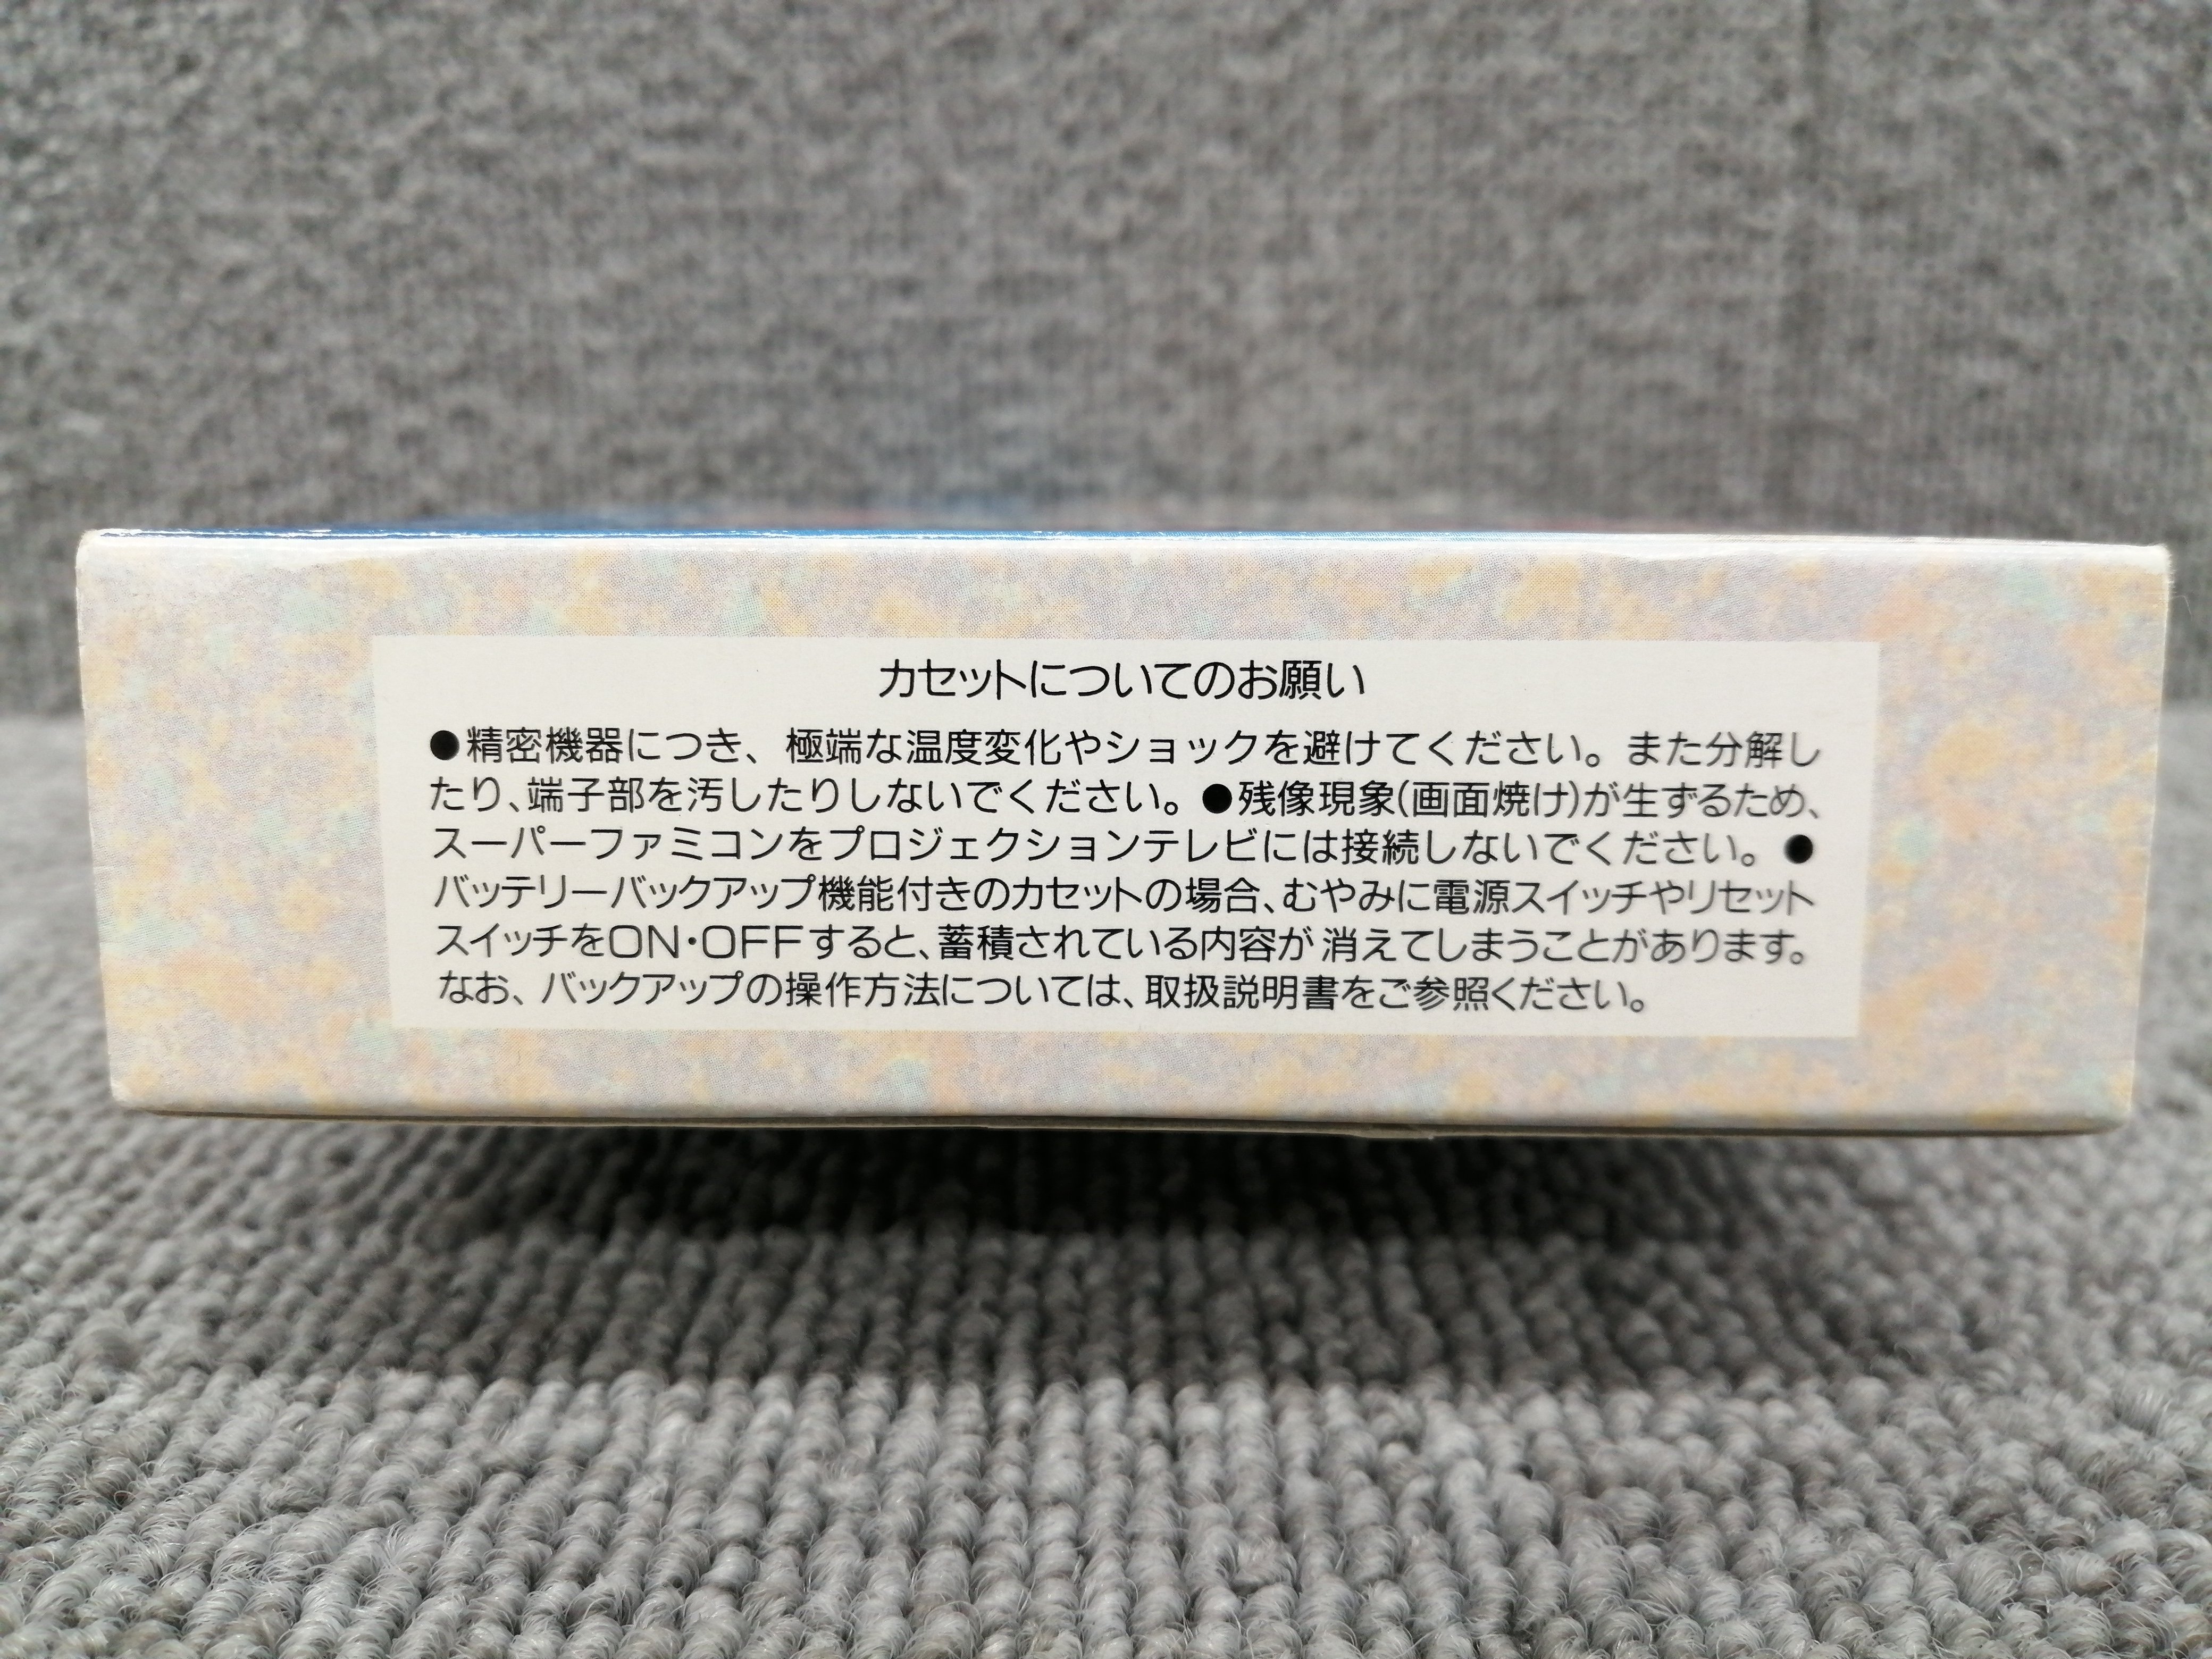 カセットについてのお願い
●精密機器につき、極端な温度変化やショックを避けてください。また分解し
たり、端子部を汚したりしないでください。●残像現象(画面焼け)が生ずるため、
スーパーファミコンをプロジェクションテレビには接続しないでください。●
バッテリーバックアップ機能付きのカセットの場合、むやみに電源スイッチやリセット
スイッチをON・OFFすると、蓄積されている内容が消えてしまうことがあります。
なお、バックアップの操作方法については、取扱説明書をご参照ください。